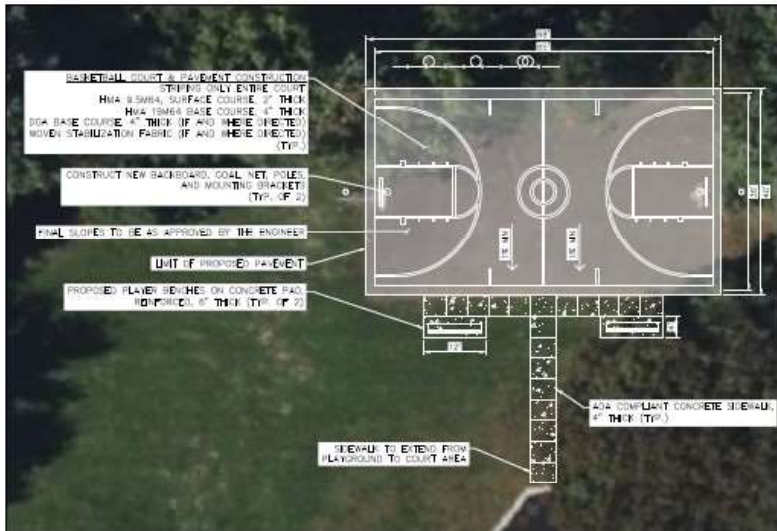 BASKETBALL COURT & PAVEMENT CONSTRUCTION
STRIPING ONLY ENTIRE COURT
HMA 9.5M64, SURFACE COURSE, 2" THICK
HMA 19M64 BASE COURSE, 4" THICK
DGA BASE COURSE, 4" THICK (IF AND WHERE DIRECTED)
WOVEN STABILIZATION FABRIC (IF AND WHERE DIRECTED)
(TYP.)
CONSTRUCT NEW BACKBOARD, GOAL, NET, POLES,
AND MOUNTING BRACKETS
(TYP. OF 2)
FINAL SLOPES TO BE AS APPROVED BY THE ENGINEER
LIMIT OF PROPOSED PAVEMENT
1% MIN
1% MIN
PROPOSED PLAYER BENCHES ON CONCRETE PAD,
REINFORCED, 6" THICK (TYP. OF 2)
12'
ADA COMPLIANT CONCRETE SIDEWALK,
4" THICK (TYP.)
SIDEWALK TO EXTEND FROM
PLAYGROUND TO COURT AREA